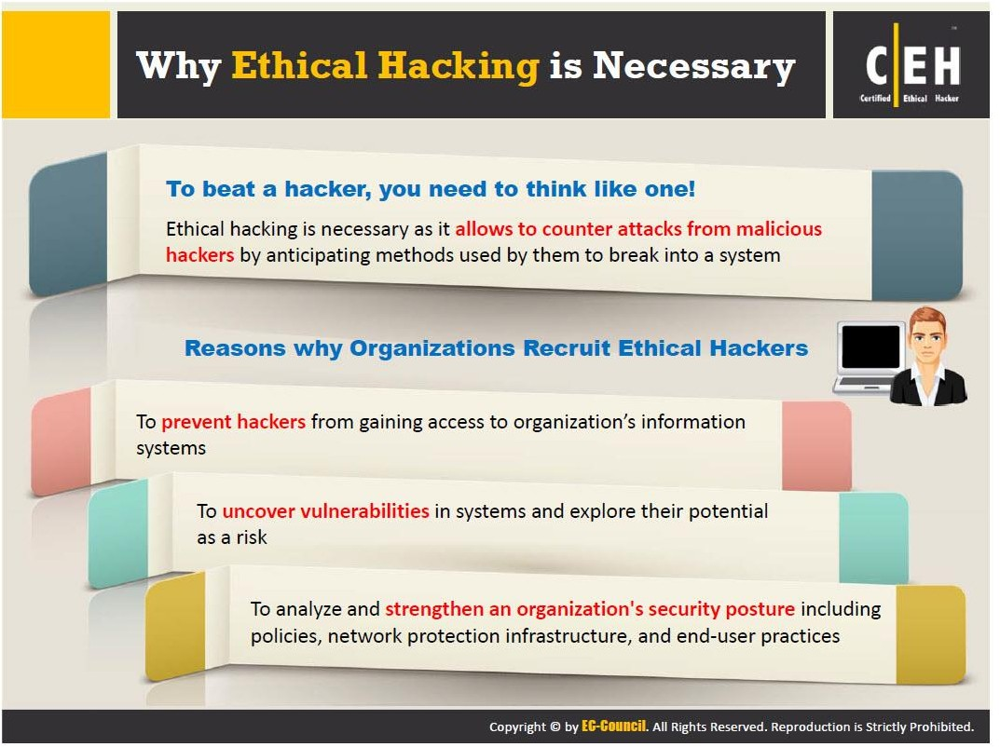 Why Ethical Hacking is Necessary
C|EH
TM
Certified Ethical Hacker
To beat a hacker, you need to think like one!
Ethical hacking is necessary as it allows to counter attacks from malicious
hackers by anticipating methods used by them to break into a system
Reasons why Organizations Recruit Ethical Hackers
To prevent hackers from gaining access to organization's information
systems
To uncover vulnerabilities in systems and explore their potential
as a risk
To analyze and strengthen an organization's security posture including
policies, network protection infrastructure, and end-user practices
Copyright © by EC-Council. All Rights Reserved. Reproduction is Strictly Prohibited.